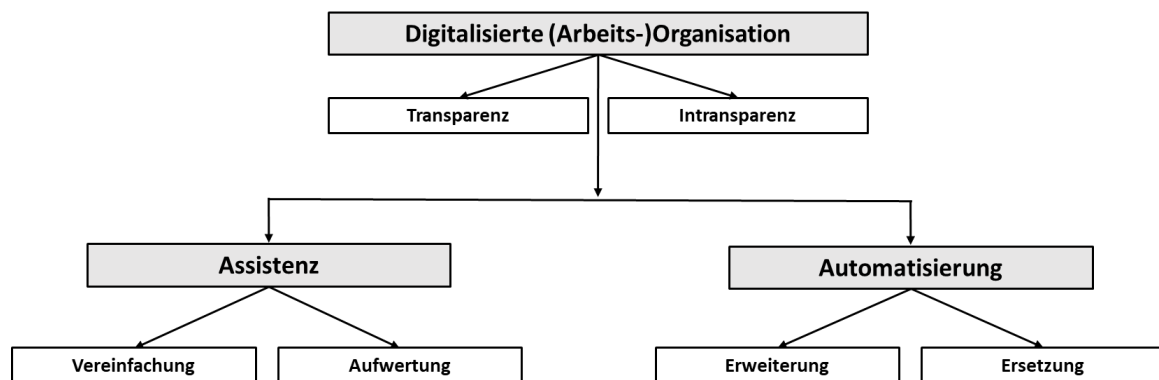 Digitalisierte (Arbeits-)Organisation
Transparenz
Intransparenz
Assistenz
Automatisierung
Vereinfachung
Aufwertung
Erweiterung
Ersetzung